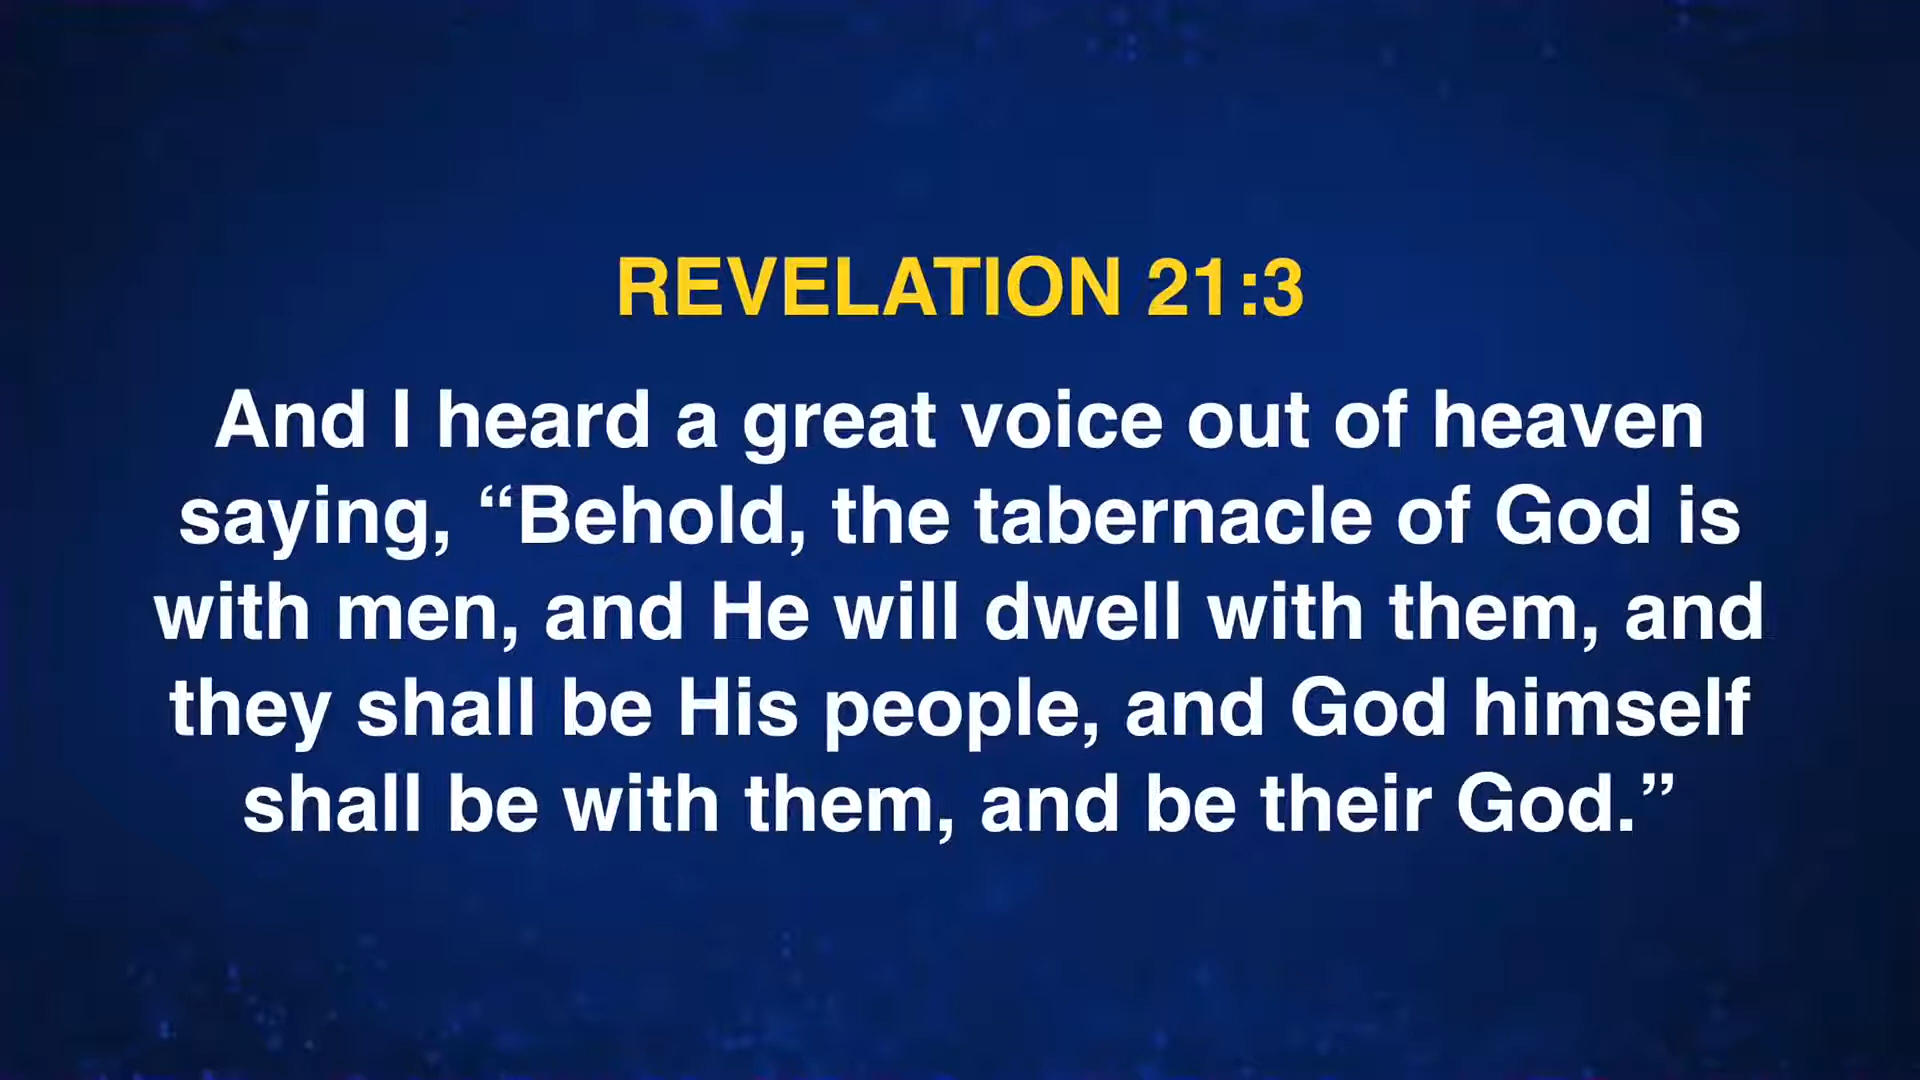 REVELATION 21:3
And I heard a great voice out of heaven
saying, “Behold, the tabernacle of God is
with men, and He will dwell with them, and
they shall be His people, and God himself
shall be with them, and be their God.”